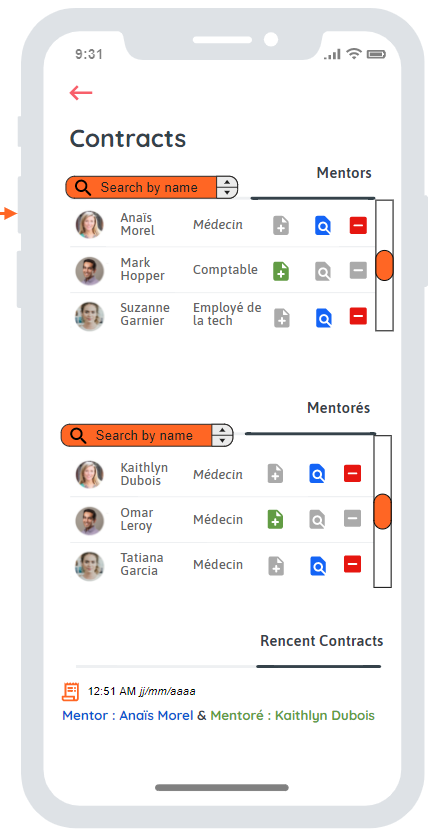 9:31
Contracts
Mentors
Search by name
Anaïs Morel Médecin
Mark Hopper Comptable
Suzanne Garnier Employé de la tech
Mentorés
Search by name
Kaithlyn Dubois Médecin
Omar Leroy Médecin
Tatiana Garcia Médecin
Rencent Contracts
12:51 AM jj/mm/aaaa
Mentor : Anaïs Morel & Mentoré : Kaithlyn Dubois